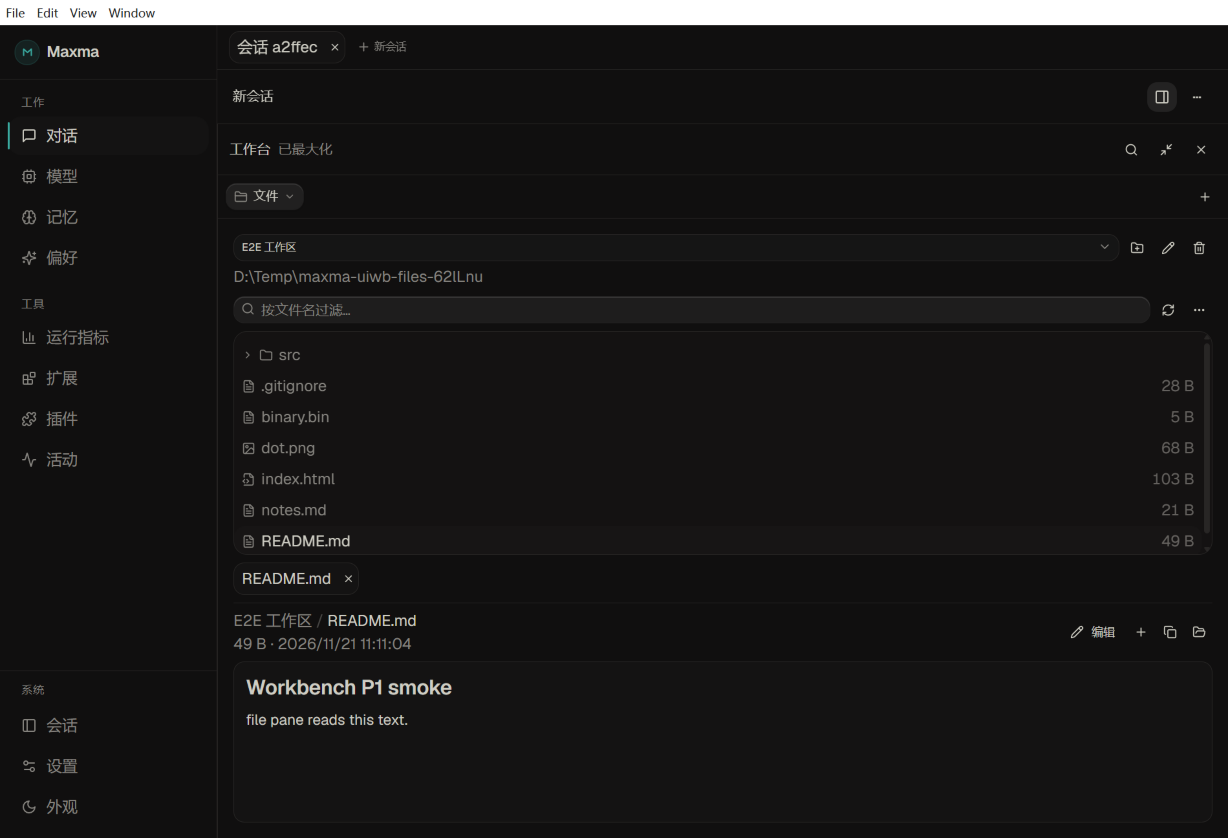 File Edit View Window
Maxma
工作
对话
模型
记忆
偏好
工具
运行指标
扩展
插件
活动
系统
会话
设置
外观
会话 a2ffec × + 新会话
新会话
工作台 已最大化
文件
E2E 工作区
D:\Temp\maxma-uiwb-files-62lLnu
按文件名过滤...
src
.gitignore 28 B
binary.bin 5 B
dot.png 68 B
index.html 103 B
notes.md 21 B
README.md 49 B
README.md ×
E2E 工作区 / README.md
49 B · 2026/11/21 11:11:04
编辑
Workbench P1 smoke
file pane reads this text.